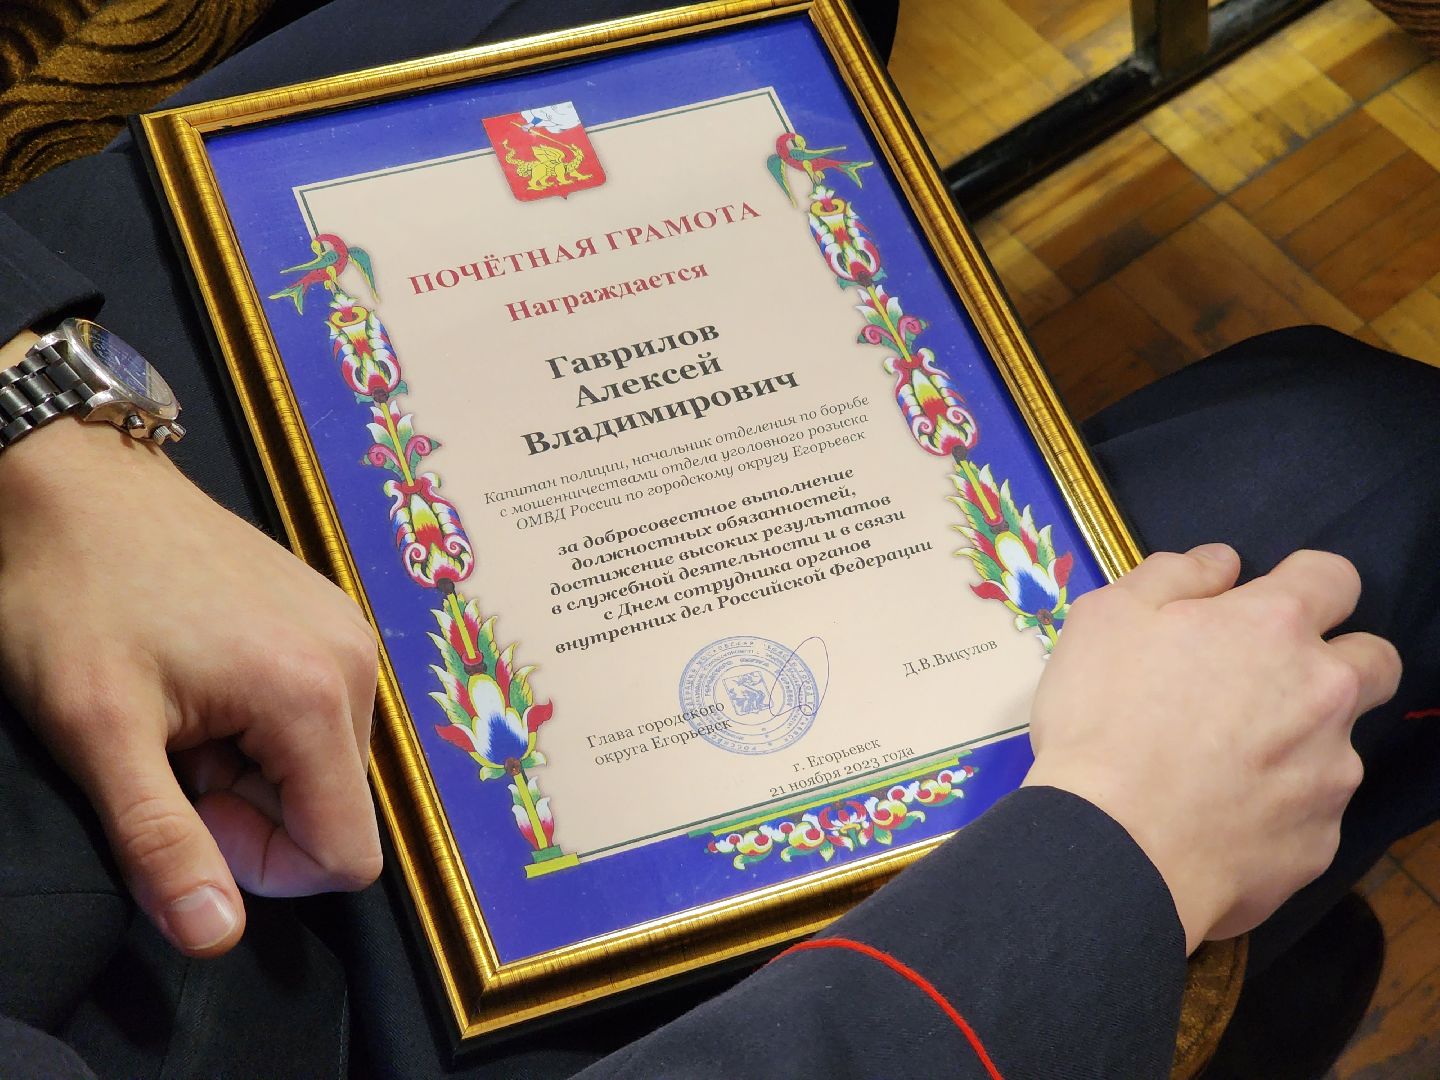 ПОЧЁТНАЯ ГРАМОТА
Награждается
Гаврилов
Алексей
Владимирович
Капитан полиции, начальник отделения по борьбе
с мошенничествами отдела уголовного розыска
ОМВД России по городскому округу Егорьевск
за добросовестное выполнение
должностных обязанностей,
достижение высоких результатов
в служебной деятельности и в связи
с Днем сотрудника органов
внутренних дел Российской Федерации
Глава городского
округа Егорьевск
Д.В.Викулов
г. Егорьевск
21 ноября 2023 года